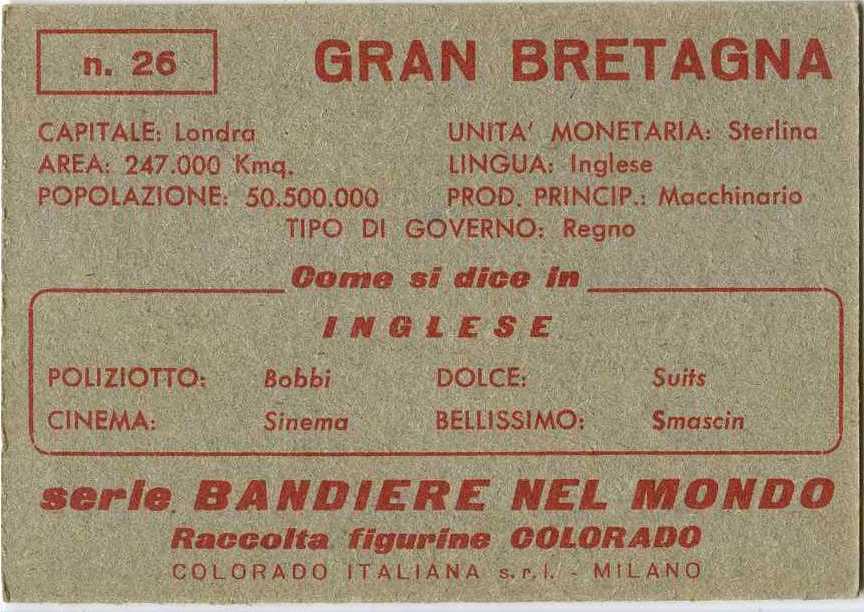 n. 26
GRAN BRETAGNA
CAPITALE: Londra
AREA: 247.000 Kmq.
POPOLAZIONE: 50.500.000
UNITA' MONETARIA: Sterlina
LINGUA: Inglese
PROD. PRINCIP.: Macchinario
TIPO DI GOVERNO: Regno
Come si dice in
INGLESE
POLIZIOTTO: Bobbi DOLCE: Suits
CINEMA: Sinema BELLISSIMO: Smascin
serie BANDIERE NEL MONDO
Raccolta figurine COLORADO
COLORADO ITALIANA s.r.l. - MILANO